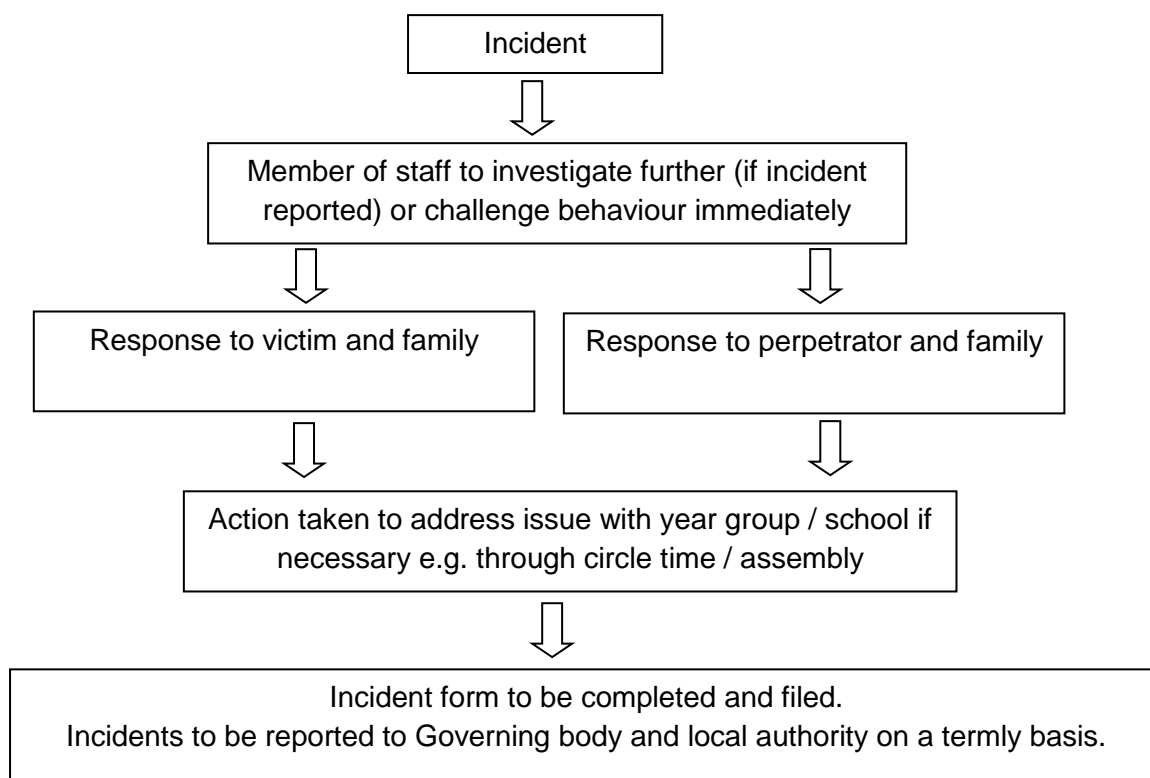 Incident
Member of staff to investigate further (if incident
reported) or challenge behaviour immediately
Response to victim and family
Response to perpetrator and family
Action taken to address issue with year group / school if
necessary e.g. through circle time / assembly
Incident form to be completed and filed.
Incidents to be reported to Governing body and local authority on a termly basis.